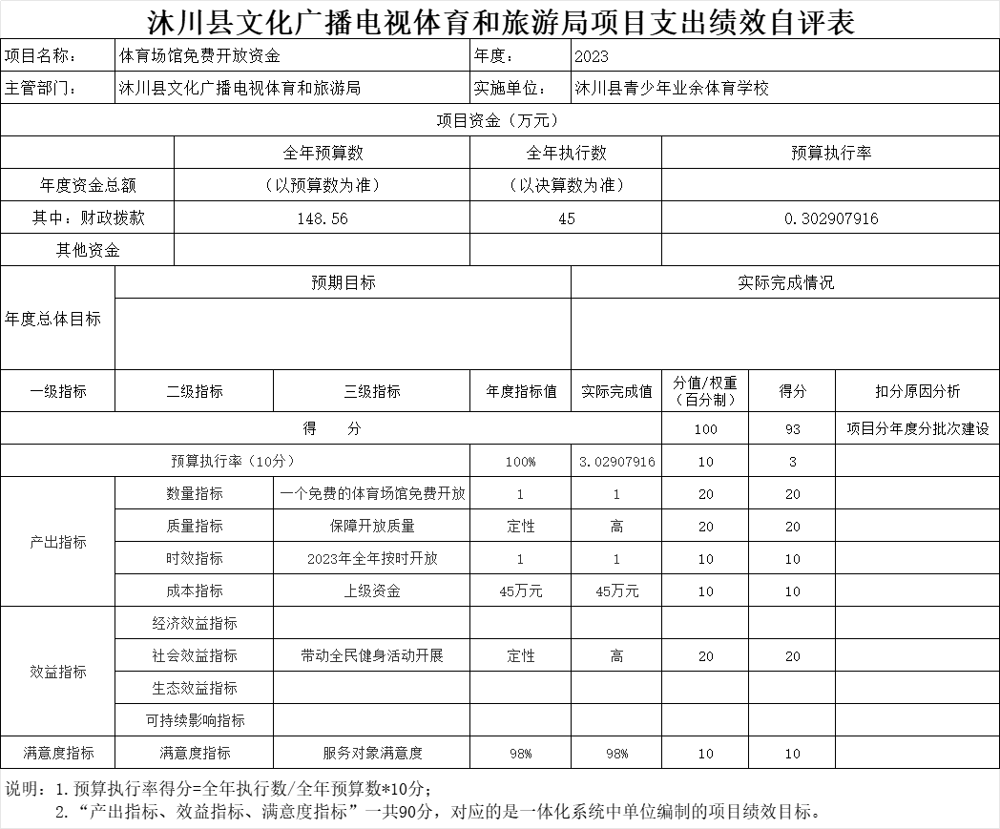 沐川县文化广播电视体育和旅游局项目支出绩效自评表
项目名称： 体育场馆免费开放资金 年度： 2023
主管部门： 沐川县文化广播电视体育和旅游局 实施单位： 沐川县青少年业余体育学校
项目资金（万元）
全年预算数 全年执行数 预算执行率
年度资金总额 （以预算数为准） （以决算数为准）
其中：财政拨款 148.56 45 0.302907916
其他资金
年度总体目标 预期目标 实际完成情况
一级指标 二级指标 三级指标 年度指标值 实际完成值 分值/权重（百分制） 得分 扣分原因分析
得 分 100 93 项目分年度分批次建设
预算执行率（10分） 100% 3.02907916 10 3
产出指标 数量指标 一个免费的体育场馆免费开放 1 1 20 20
质量指标 保障开放质量 定性 高 20 20
时效指标 2023年全年按时开放 1 1 10 10
成本指标 上级资金 45万元 45万元 10 10
效益指标 经济效益指标
社会效益指标 带动全民健身活动开展 定性 高 20 20
生态效益指标
可持续影响指标
满意度指标 满意度指标 服务对象满意度 98% 98% 10 10
说明：1.预算执行率得分=全年执行数/全年预算数*10分；
2.“产出指标、效益指标、满意度指标”一共90分，对应的是一体化系统中单位编制的项目绩效目标。